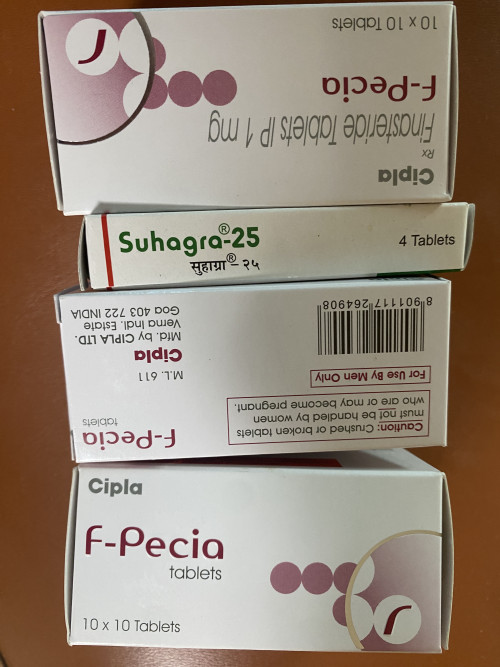 Cipla
Rx
Finasteride Tablets IP 1 mg
F-Pecia
10 x 10 Tablets
Suhagra®-25
सुहाग्रा®-२५
4 Tablets
F-Pecia
tablets
Caution: Crushed or broken tablets
must not be handled by women
who are or may become pregnant.
For Use By Men Only
M.L. 611
Cipla
Mfd. by CIPLA LTD.
Verna Indl. Estate
Goa 403 722 INDIA
8 901117 264908
Cipla
F-Pecia
tablets
10 x 10 Tablets